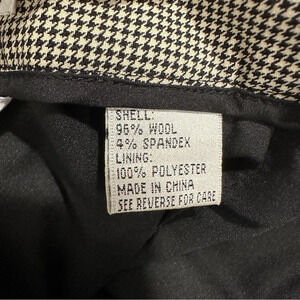 SHELL:
96% WOOL
4% SPANDEX
LINING:
100% POLYESTER
MADE IN CHINA
SEE REVERSE FOR CARE